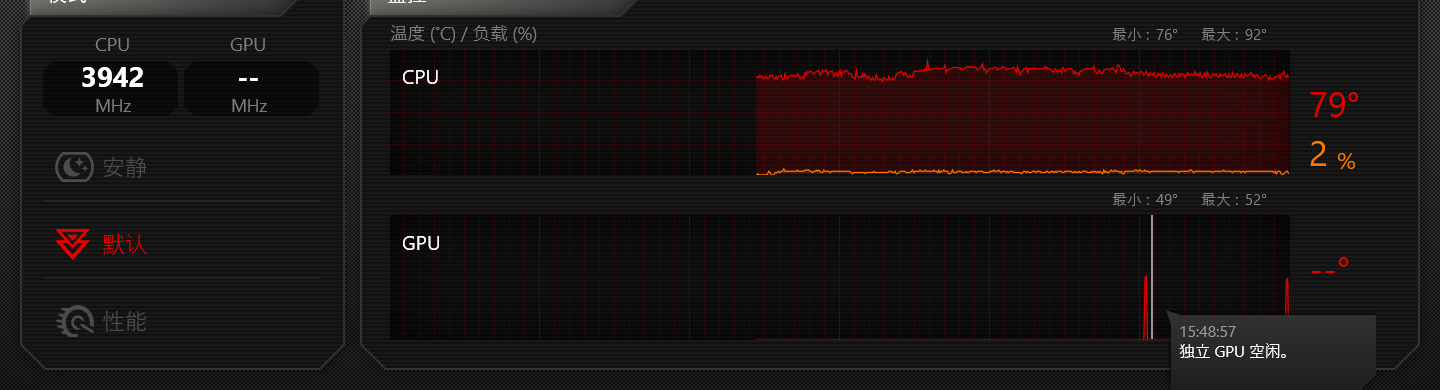 模式
监控
CPU
GPU
3942
--
MHz
MHz
安静
默认
性能
温度 (°C) / 负载 (%)
最小：76° 最大：92°
CPU
79°
2 %
最小：49° 最大：52°
GPU
--°
15:48:57
独立 GPU 空闲。